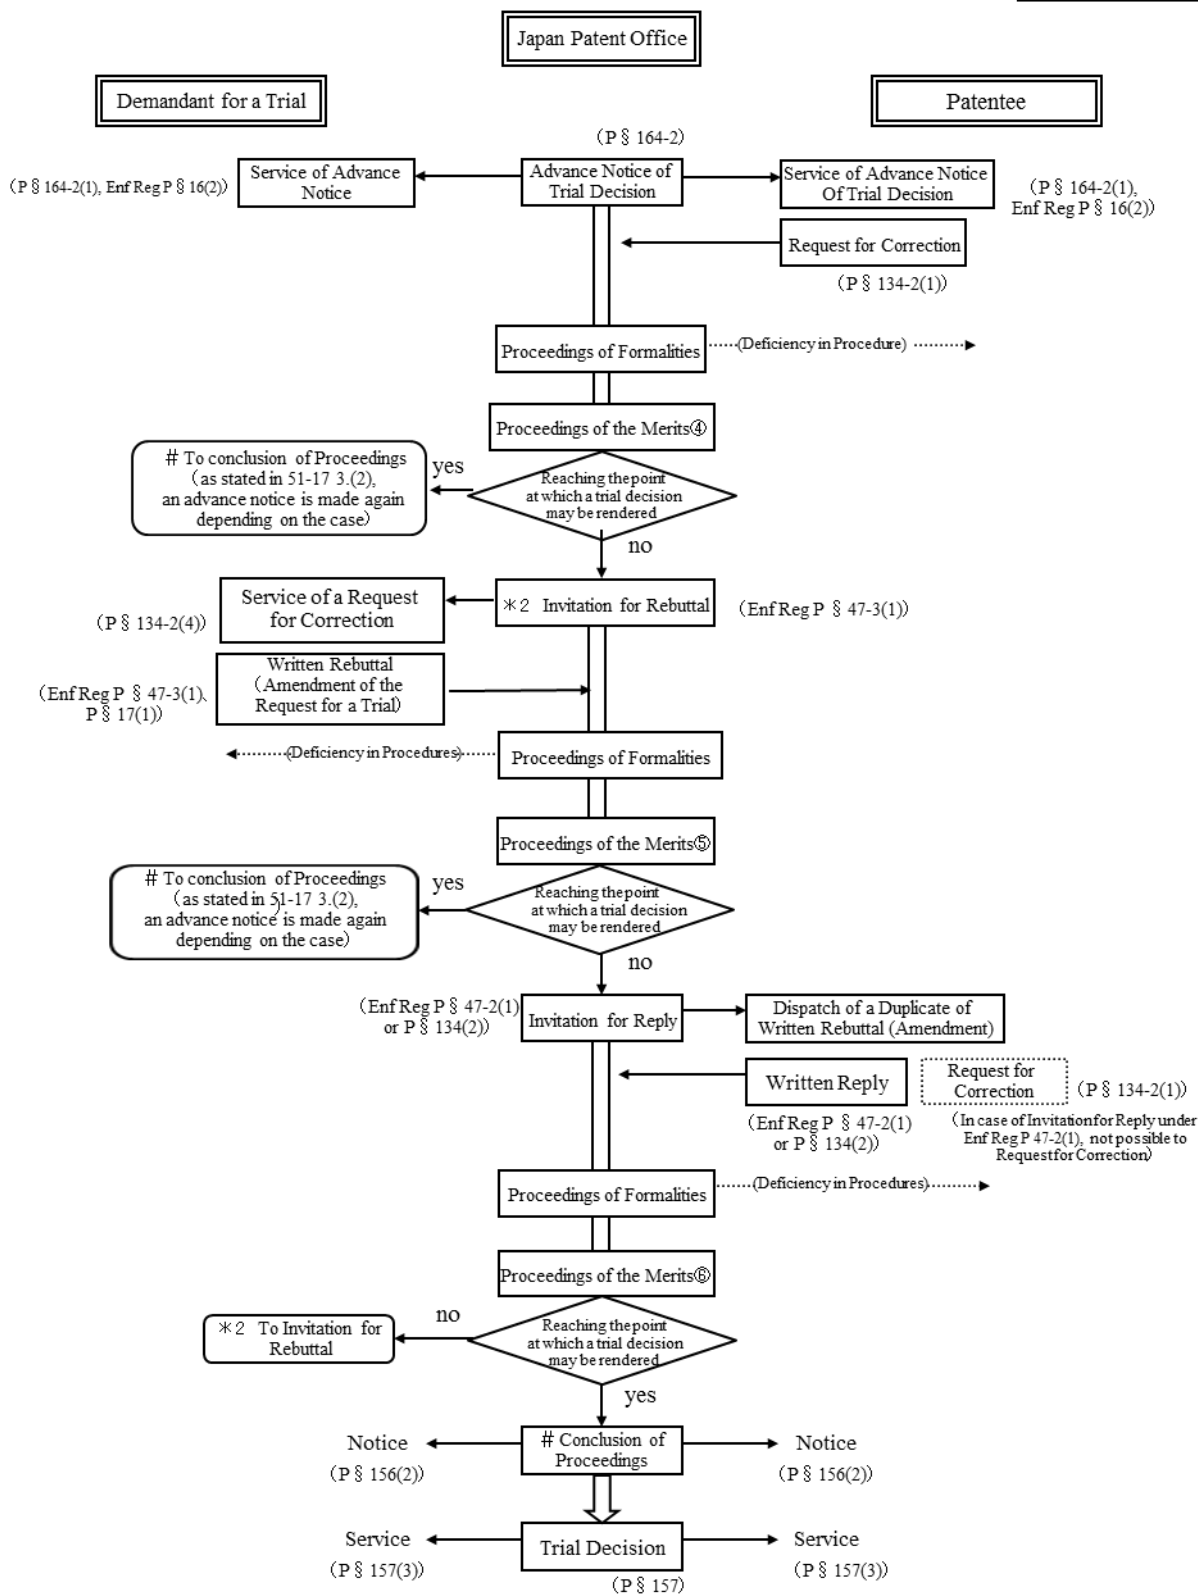 Japan Patent Office
Demandant for a Trial
Patentee
(P§164-2)
(P§164-2(1), Enf Reg P§16(2))
Service of Advance
Notice
Advance Notice of
Trial Decision
Service of Advance Notice
Of Trial Decision
(P§164-2(1),
Enf Reg P§16(2))
Request for Correction
(P§134-2(1))
Proceedings of Formalities
(Deficiency in Procedure)
Proceedings of the Merits④
# To conclusion of Proceedings
(as stated in 51-17 3.(2),
an advance notice is made again
depending on the case)
yes
Reaching the point
at which a trial decision
may be rendered
no
(P§134-2(4))
Service of a Request
for Correction
*2 Invitation for Rebuttal
(Enf Reg P §47-3(1))
(Enf Reg P §47-3(1)、
P§17(1))
Written Rebuttal
(Amendment of the
Request for a Trial)
(Deficiency in Procedures)
Proceedings of Formalities
Proceedings of the Merits⑤
# To conclusion of Proceedings
(as stated in 51-17 3.(2),
an advance notice) is made again
depending on the case)
yes
Reaching the point
at which a trial decision
may be rendered
no
(Enf Reg P§47-2(1)
or P§134(2))
Invitation for Reply
Dispatch of a Duplicate of
Written Rebuttal (Amendment)
Written Reply
(Enf Reg P §47-2(1)
or P§134(2))
Request for
Correction
(P§134-2(1))
(In case of Invitation for Reply under
Enf Reg P 47-2(1), not possible to
Request for Correction)
Proceedings of Formalities
(Deficiency in Procedures)
Proceedings of the Merits⑥
*2 To Invitation for
Rebuttal
no
Reaching the point
at which a trial decision
may be rendered
yes
Notice
(P§156(2))
# Conclusion of
Proceedings
Notice
(P§156(2))
Service
(P§157(3))
Trial Decision
(P§157)
Service
(P§157(3))